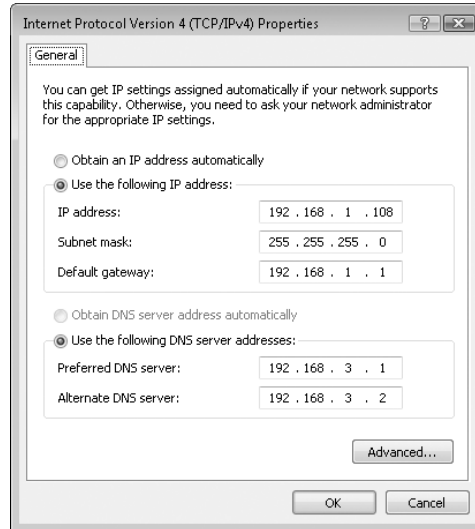 Internet Protocol Version 4 (TCP/IPv4) Properties
General
You can get IP settings assigned automatically if your network supports
this capability. Otherwise, you need to ask your network administrator
for the appropriate IP settings.
Obtain an IP address automatically
Use the following IP address:
IP address: 192 . 168 . 1 . 108
Subnet mask: 255 . 255 . 255 . 0
Default gateway: 192 . 168 . 1 . 1
Obtain DNS server address automatically
Use the following DNS server addresses:
Preferred DNS server: 192 . 168 . 3 . 1
Alternate DNS server: 192 . 168 . 3 . 2
Advanced...
OK Cancel